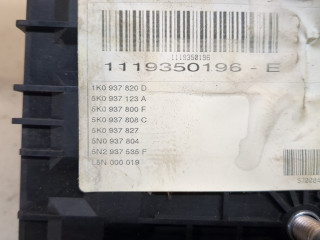 1119350196
1119350196 - E
1K0 937 820 D
5K0 937 123 A
5K0 937 800 F
5K0 937 808 C
5K0 937 827
5N0 937 804
5N2 937 555 F
L5N 000 019